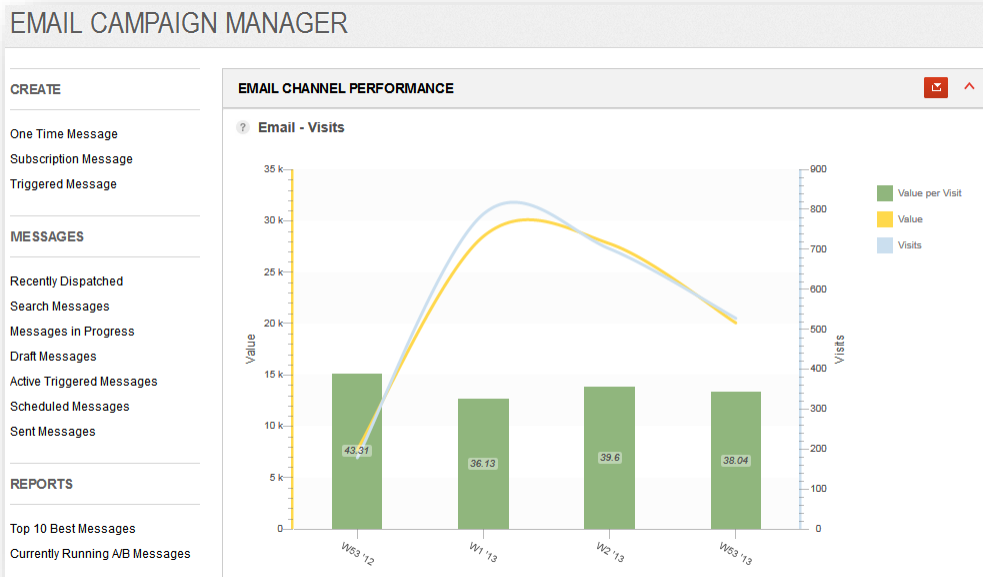 EMAIL CAMPAIGN MANAGER
CREATE
One Time Message
Subscription Message
Triggered Message
MESSAGES
Recently Dispatched
Search Messages
Messages in Progress
Draft Messages
Active Triggered Messages
Scheduled Messages
Sent Messages
REPORTS
Top 10 Best Messages
Currently Running A/B Messages
EMAIL CHANNEL PERFORMANCE
? Email - Visits
35 k
30 k
25 k
20 k
15 k
10 k
5 k
0
Value
43.31
36.13
39.6
38.04
W53 '12
W1 '13
W2 '13
W53 '13
900
800
700
600
500
400
300
200
100
0
Visits
Value per Visit
Value
Visits